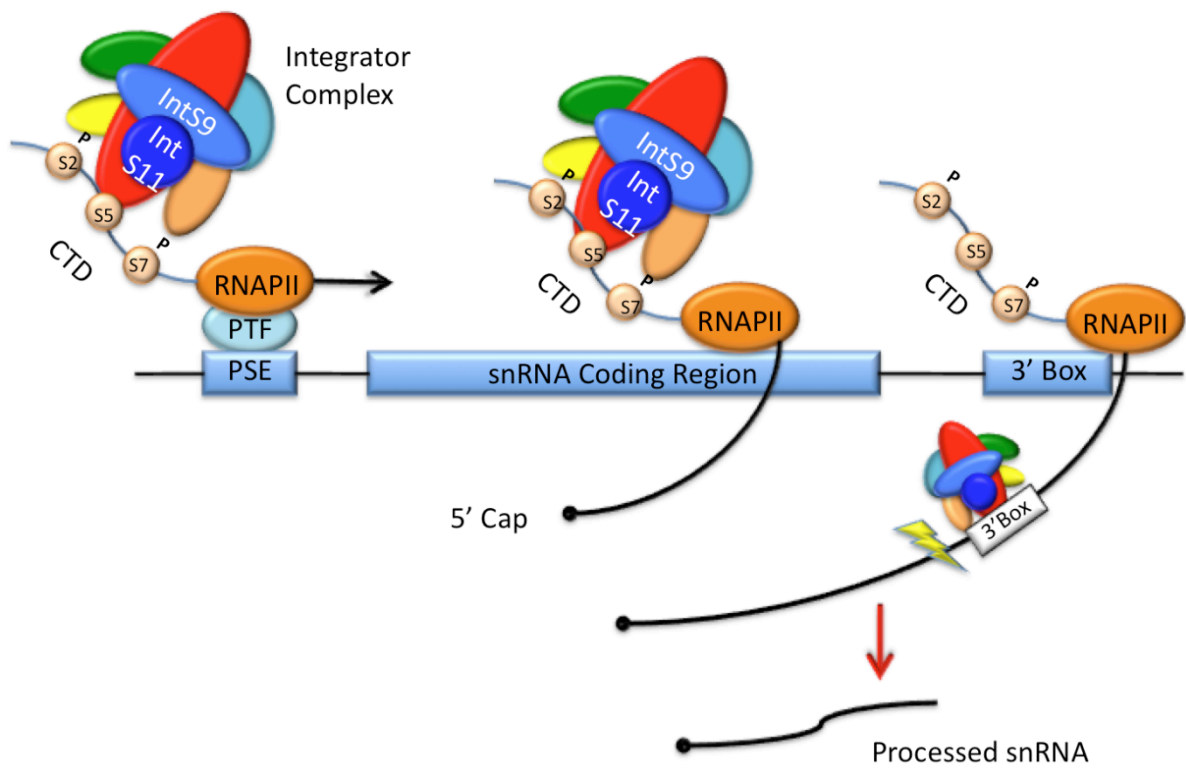 Integrator
Complex
IntS9
Int
S11
P
S2
S5
P
S7
CTD
RNAPII
PTF
PSE
IntS9
Int
S11
P
S2
S5
P
S7
CTD
RNAPII
snRNA Coding Region
P
S2
S5
P
S7
RNAPII
3’ Box
5’ Cap
3’Box
Processed snRNA